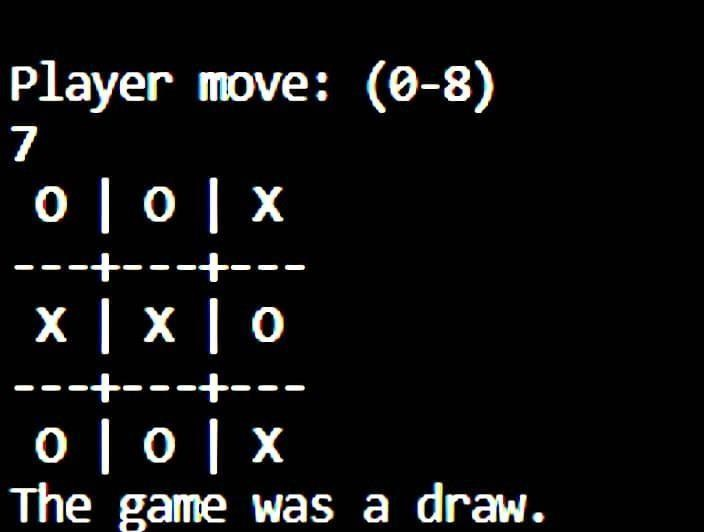 Player move: (0-8)
7
 O | O | X
---+---+---
 X | X | O
---+---+---
 O | O | X
The game was a draw.